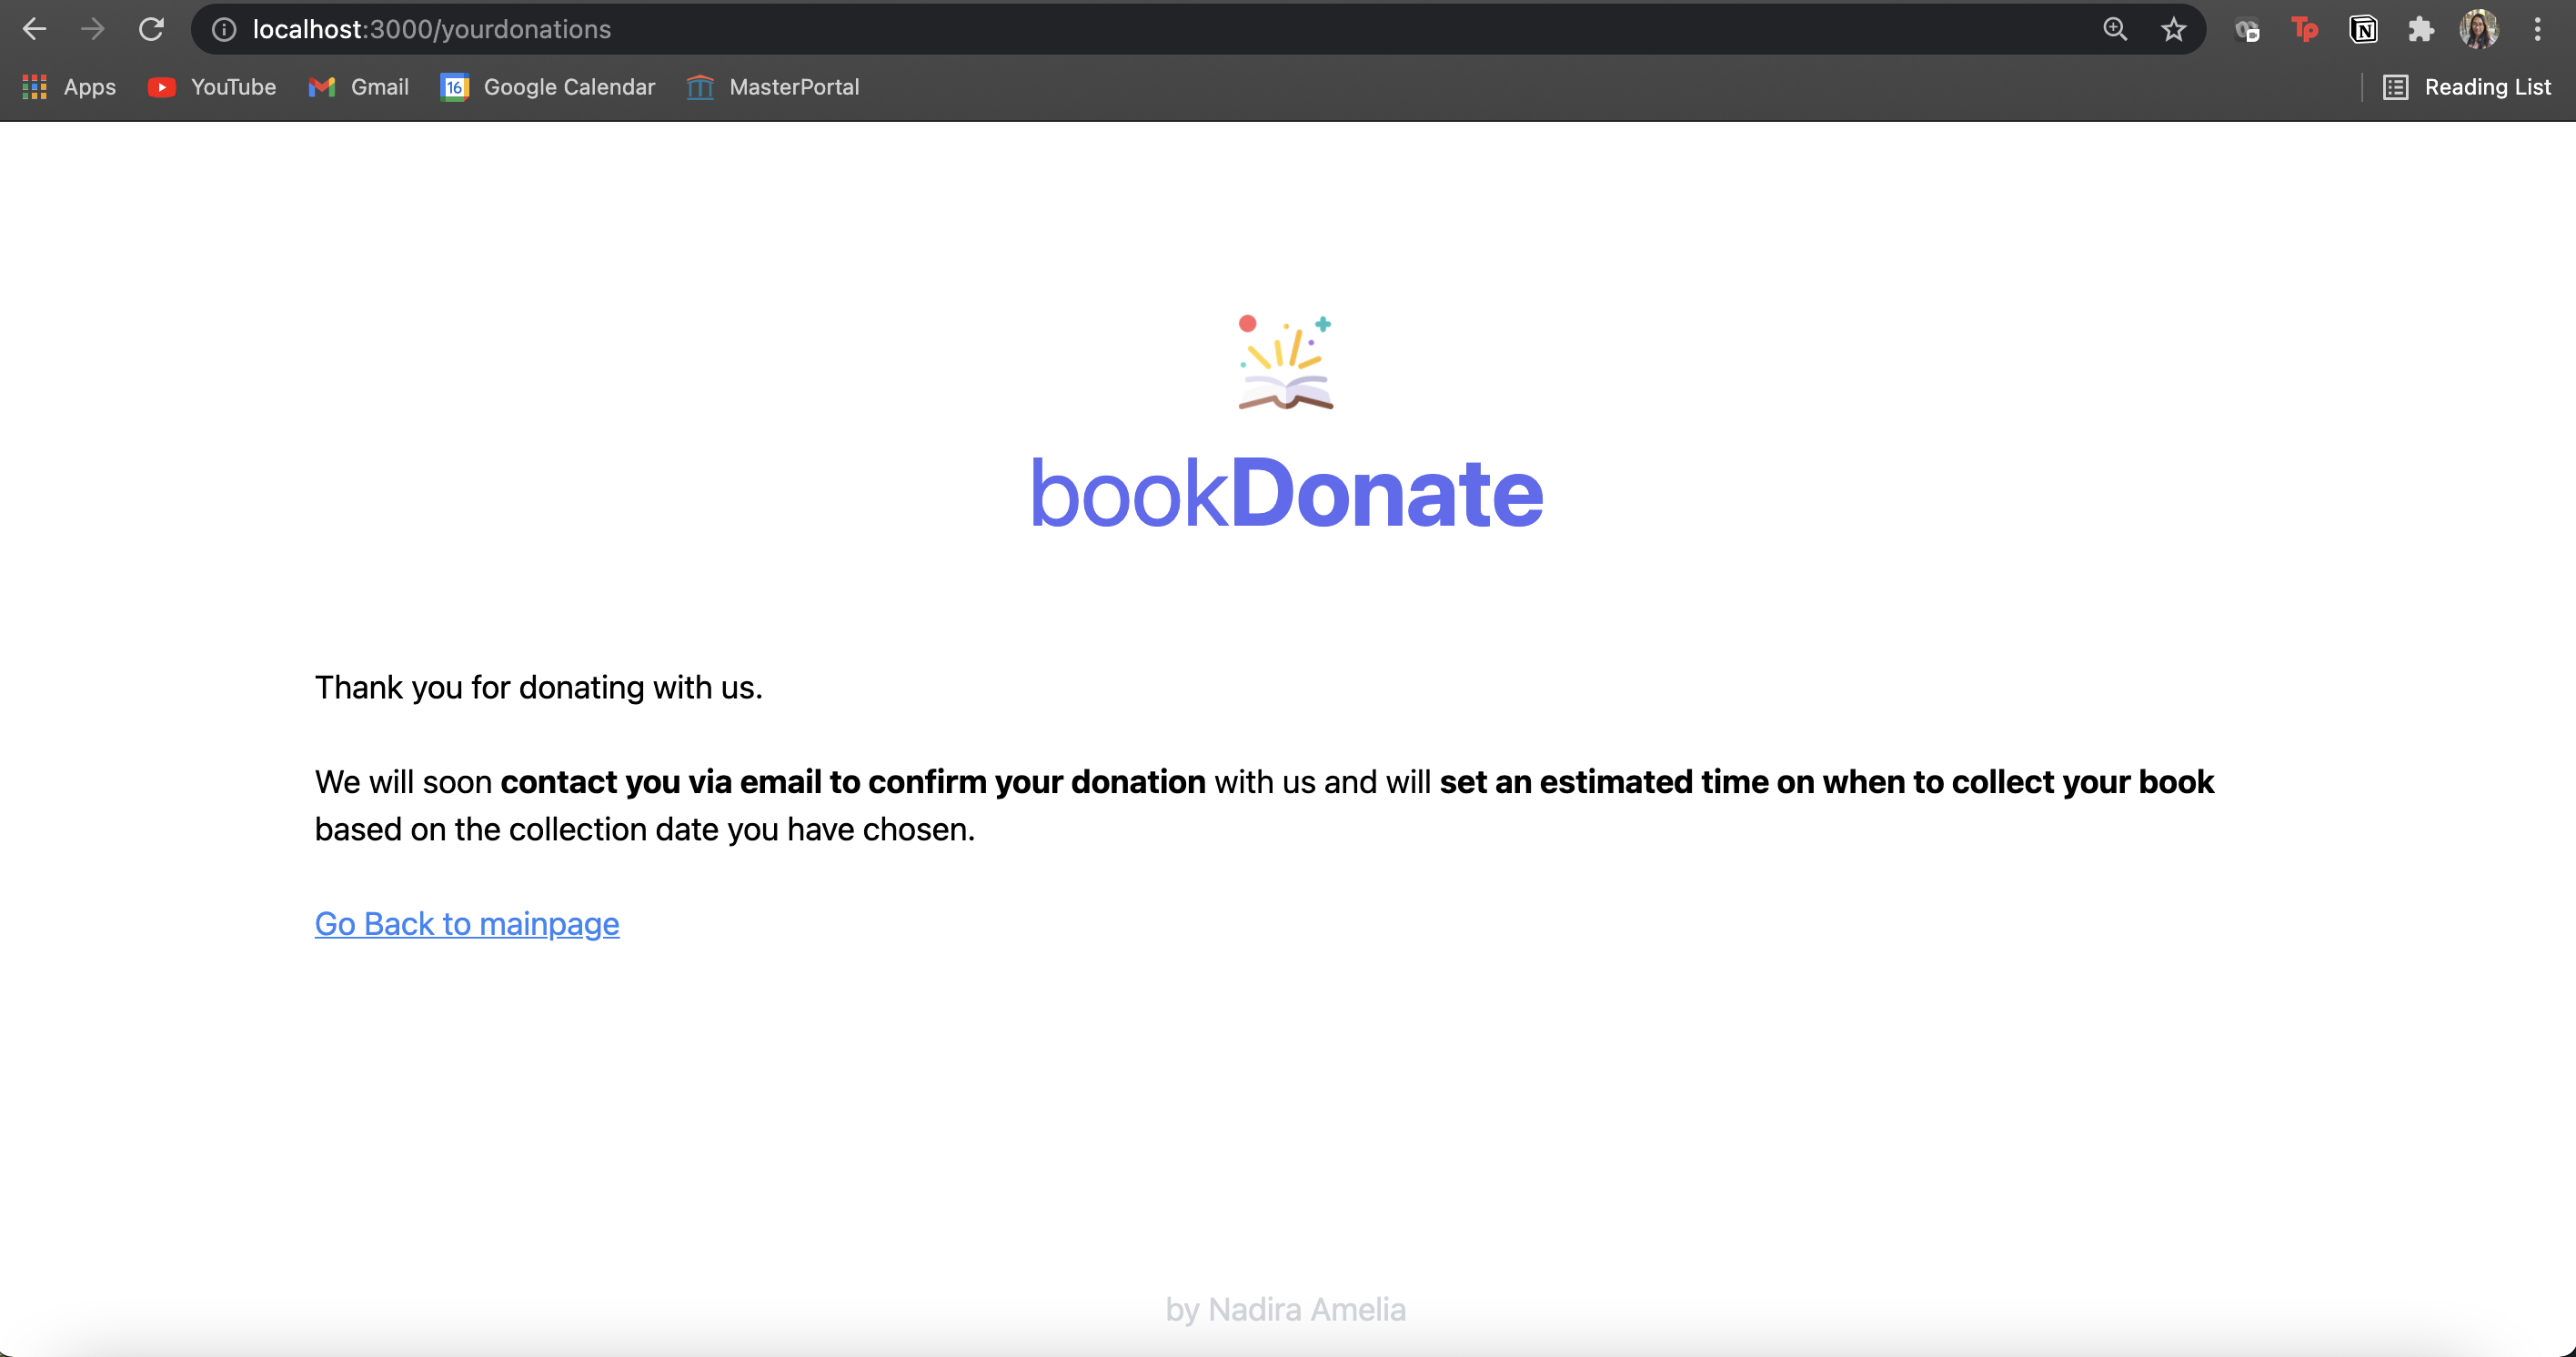 localhost:3000/yourdonations
Tp
N
Apps
YouTube
Gmail
16
Google Calendar
MasterPortal
Reading List
bookDonate
Thank you for donating with us.
We will soon contact you via email to confirm your donation with us and will set an estimated time on when to collect your book
based on the collection date you have chosen.
Go Back to mainpage
by Nadira Amelia